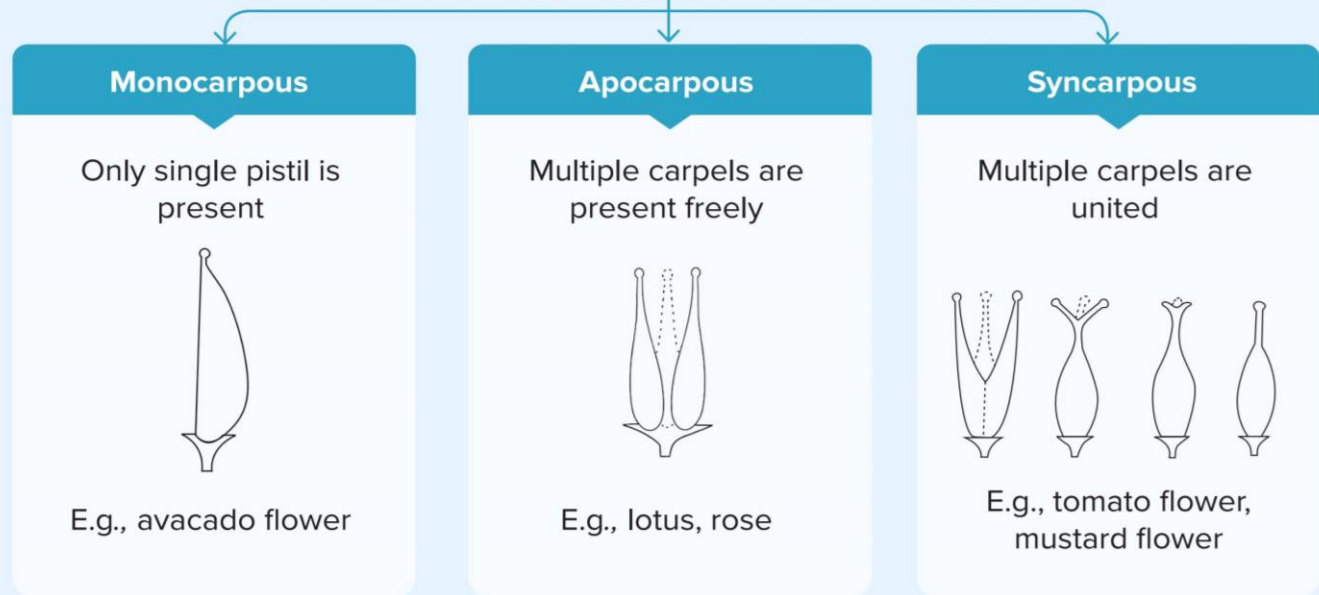 Monocarpous
Only single pistil is
present
E.g., avacado flower
Apocarpous
Multiple carpels are
present freely
E.g., lotus, rose
Syncarpous
Multiple carpels are
united
E.g., tomato flower,
mustard flower